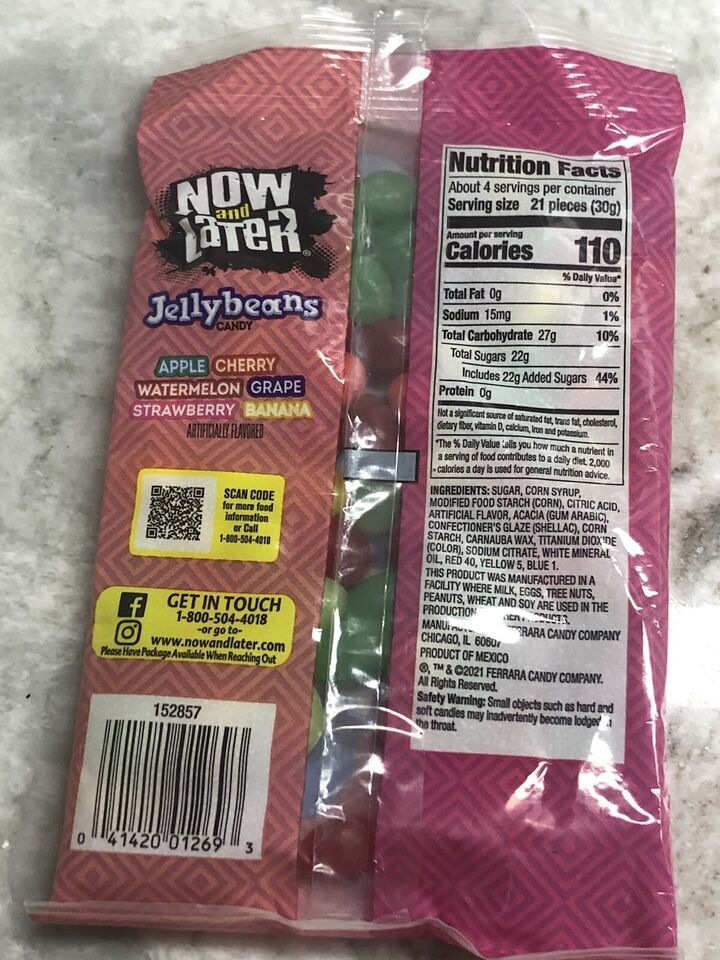 NOW
and
LATER®
Jellybeans
CANDY
APPLE CHERRY
WATERMELON GRAPE
STRAWBERRY BANANA
ARTIFICIALLY FLAVORED
SCAN CODE
for more food
information
or Call
1-800-504-4018
GET IN TOUCH
1-800-504-4018
-or go to-
www.nowandlater.com
Please Have Package Available When Reaching Out
152857
0 41420 01269 3
Nutrition Facts
About 4 servings per container
Serving size 21 pieces (30g)
Amount per serving
Calories 110
% Daily Value*
Total Fat 0g 0%
Sodium 15mg 1%
Total Carbohydrate 27g 10%
Total Sugars 22g
Includes 22g Added Sugars 44%
Protein 0g
Not a significant source of saturated fat, trans fat, cholesterol,
dietary fiber, vitamin D, calcium, iron and potassium.
*The % Daily Value tells you how much a nutrient in
a serving of food contributes to a daily diet. 2,000
calories a day is used for general nutrition advice.
INGREDIENTS: SUGAR, CORN SYRUP,
MODIFIED FOOD STARCH (CORN), CITRIC ACID,
ARTIFICIAL FLAVOR, ACACIA (GUM ARABIC),
CONFECTIONER'S GLAZE (SHELLAC), CORN
STARCH, CARNAUBA WAX, TITANIUM DIOXIDE
(COLOR), SODIUM CITRATE, WHITE MINERAL
OIL, RED 40, YELLOW 5, BLUE 1.
THIS PRODUCT WAS MANUFACTURED IN A
FACILITY WHERE MILK, EGGS, TREE NUTS,
PEANUTS, WHEAT AND SOY ARE USED IN THE
PRODUCTION PRODUCTS.
CANDY COMPANY
CHICAGO, IL 60607
PRODUCT OF MEXICO
®, ™ & ©2021 FERRARA CANDY COMPANY.
All Rights Reserved.
Safety Warning: Small objects such as hard and
soft candies may inadvertently become lodged in
the throat.